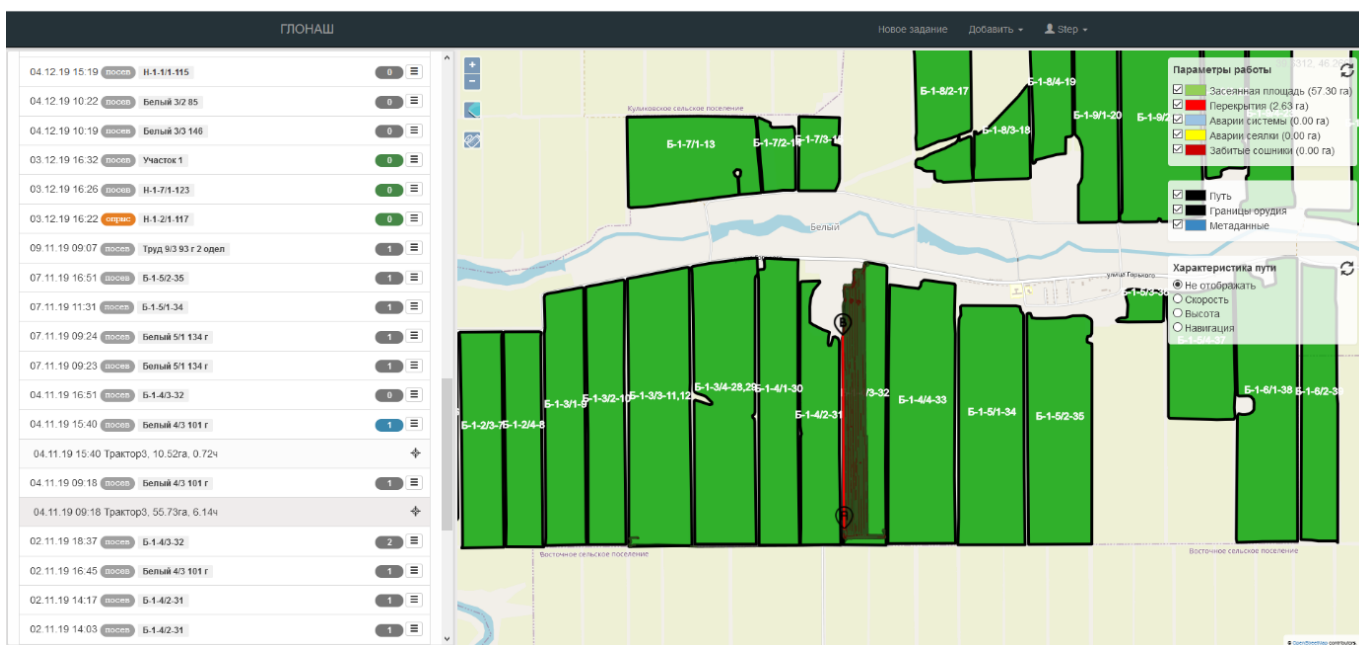 ГЛОНАШ
Новое задание Добавить Step
04.12.19 15:19 посев Н-1-1/1-115 0
04.12.19 10:22 посев Белый 3/2 85 0
04.12.19 10:19 посев Белый 3/3 146 0
03.12.19 16:32 посев Участок 1 0
03.12.19 16:26 посев Н-1-7/1-123 0
03.12.19 16:22 опрыс Н-1-2/1-117 0
09.11.19 09:07 посев Труд 9/3 93 г 2 одел 1
07.11.19 16:51 посев Б-1-5/2-35 1
07.11.19 11:31 посев Б-1-5/1-34 1
07.11.19 09:24 посев Белый 5/1 134 г 1
07.11.19 09:23 посев Белый 5/1 134 г 1
04.11.19 16:51 посев Б-1-4/3-32 0
04.11.19 15:40 посев Белый 4/3 101 г 1
04.11.19 15:40 Трактор3, 10.52га, 0.72ч
04.11.19 09:18 посев Белый 4/3 101 г 1
04.11.19 09:18 Трактор3, 55.73га, 6.14ч
02.11.19 18:37 посев Б-1-4/3-32 2
02.11.19 16:45 посев Белый 4/3 101 г 1
02.11.19 14:17 посев Б-1-4/2-31 1
02.11.19 14:03 посев Б-1-4/2-31 1
+
-
Куликовское сельское поселение
Б-1-8/2-17
Б-1-8/4-19
Б-1-8/3-18
Б-1-9/1-20
Б-1-7/1-13
Белый
улица Горького
Б-1-2/4-8
Б-1-3/1-9
Б-1-3/2-10
Б-1-3/3-11,12
Б-1-3/4-28,29
Б-1-4/1-30
Б-1-4/2-31
/3-32
Б-1-4/4-33
Б-1-5/1-34
Б-1-5/2-35
Б-1-5/4-37
Б-1-6/1-38
В
Н
Восточное сельское поселение
Восточное сельское поселение
Параметры работы
Засеянная площадь (57.30 га)
Перекрытия (2.63 га)
Аварии системы (0.00 га)
Аварии сеялки (0.00 га)
Забитые сошники (0.00 га)
Путь
Границы орудия
Метаданные
Характеристика пути
Не отображать
Скорость
Высота
Навигация
© OpenStreetMap contributors.